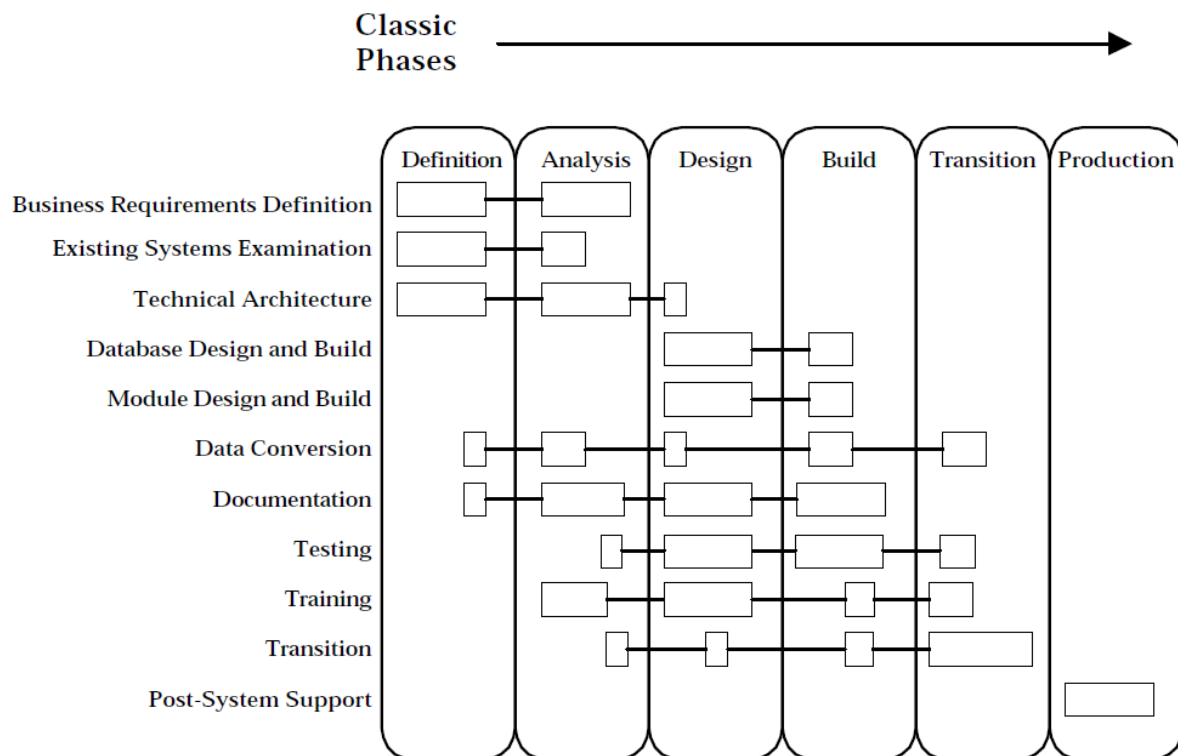 Classic
Phases
Definition Analysis Design Build Transition Production
Business Requirements Definition
Existing Systems Examination
Technical Architecture
Database Design and Build
Module Design and Build
Data Conversion
Documentation
Testing
Training
Transition
Post-System Support